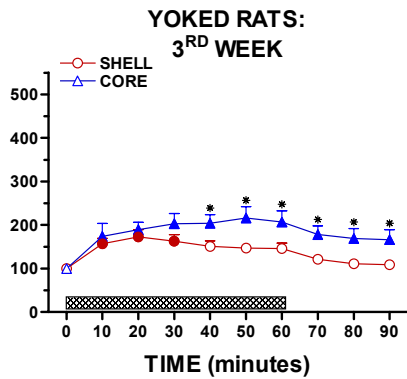 YOKED RATS:
3RD WEEK
SHELL
CORE
500
400
300
200
100
0
* * * * * *
0 10 20 30 40 50 60 70 80 90
TIME (minutes)